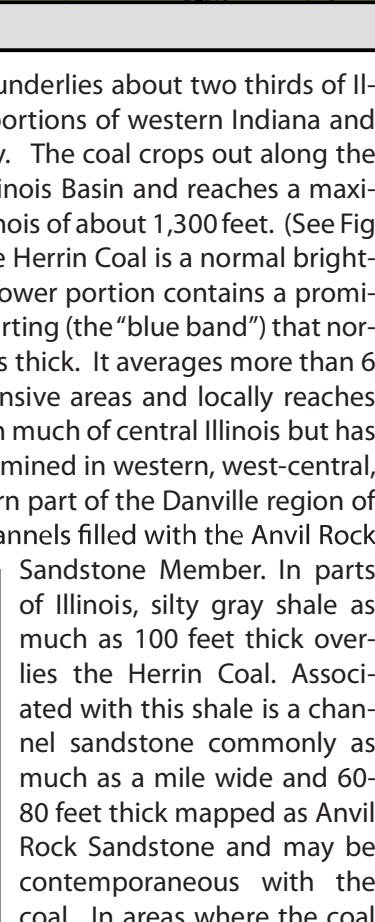 underlies about two thirds of Il-
portions of western Indiana and
y. The coal crops out along the
inois Basin and reaches a maxi-
nois of about 1,300 feet. (See Fig
e Herrin Coal is a normal bright-
ower portion contains a promi-
rting (the “blue band”) that nor-
s thick. It averages more than 6
nsive areas and locally reaches
n much of central Illinois but has
mined in western, west-central,
rn part of the Danville region of
annels filled with the Anvil Rock
Sandstone Member. In parts
of Illinois, silty gray shale as
much as 100 feet thick over-
lies the Herrin Coal. Associ-
ated with this shale is a chan-
nel sandstone commonly as
much as a mile wide and 60-
80 feet thick mapped as Anvil
Rock Sandstone and may be
contemporaneous with the
coal. In areas where the coal